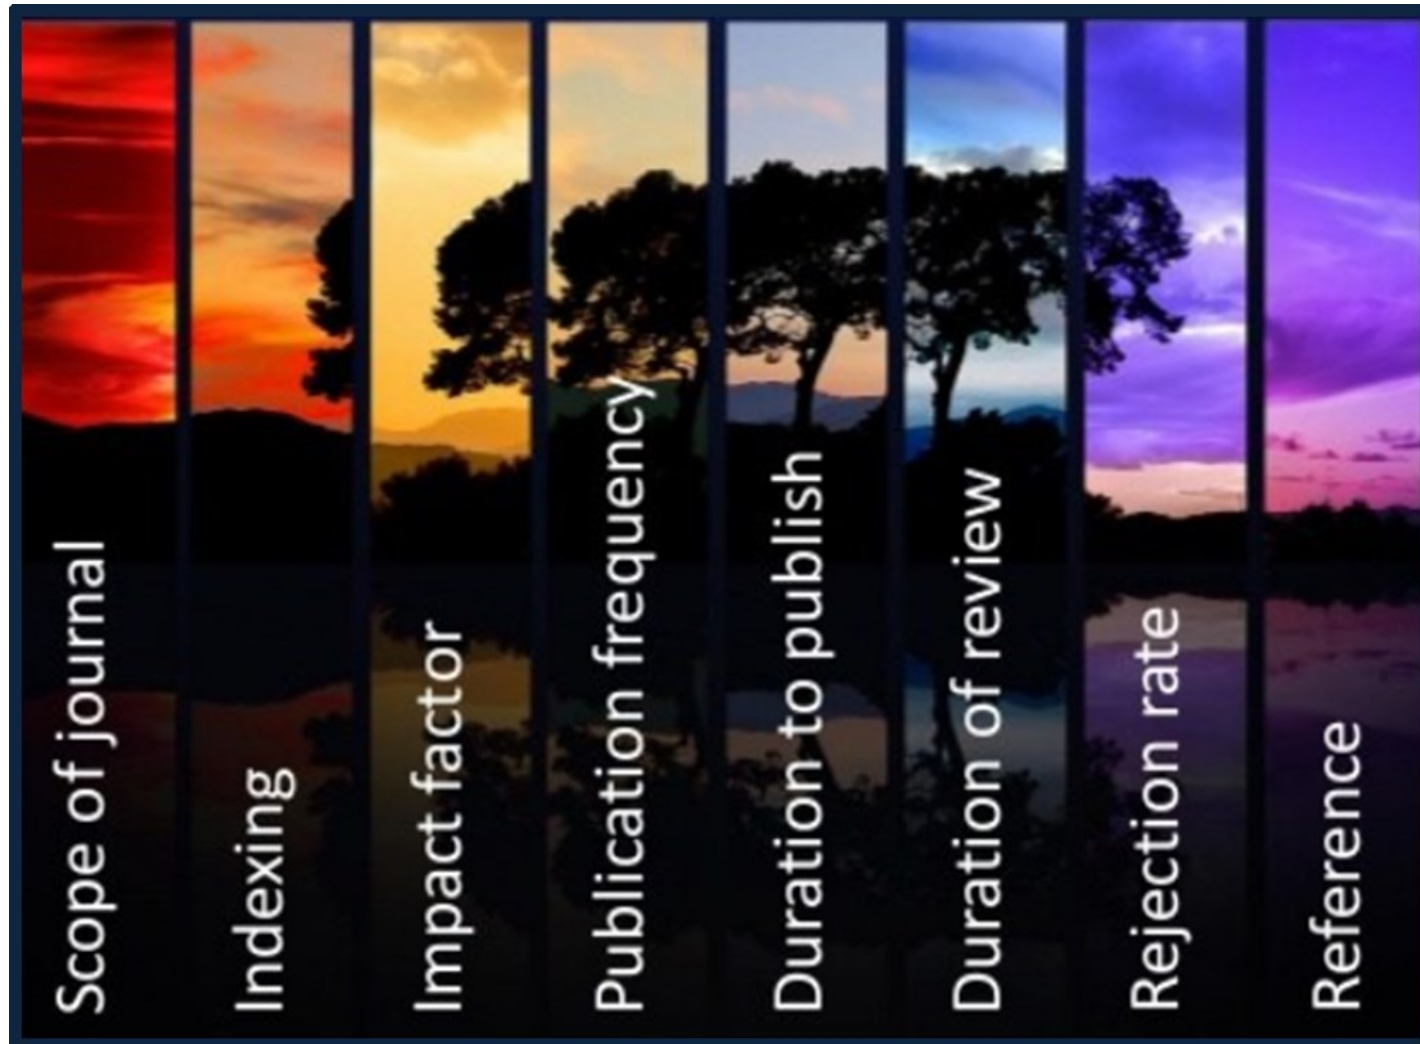 Scope of journal
Indexing
Impact factor
Publication frequency
Duration to publish
Duration of review
Rejection rate
Reference